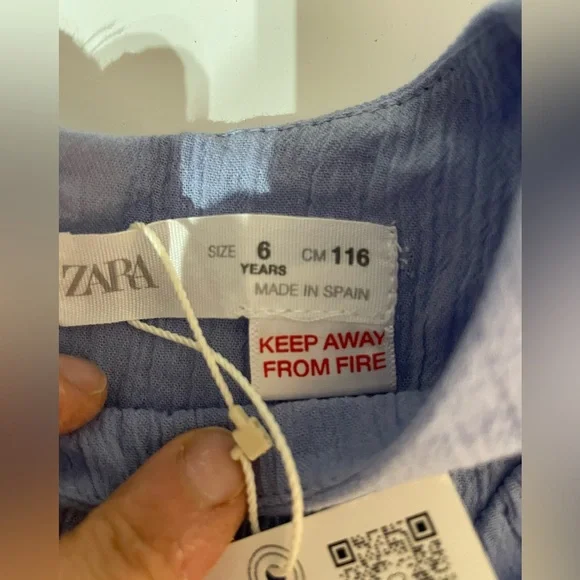 ZARA
SIZE 6 YEARS CM 116
MADE IN SPAIN
KEEP AWAY
FROM FIRE